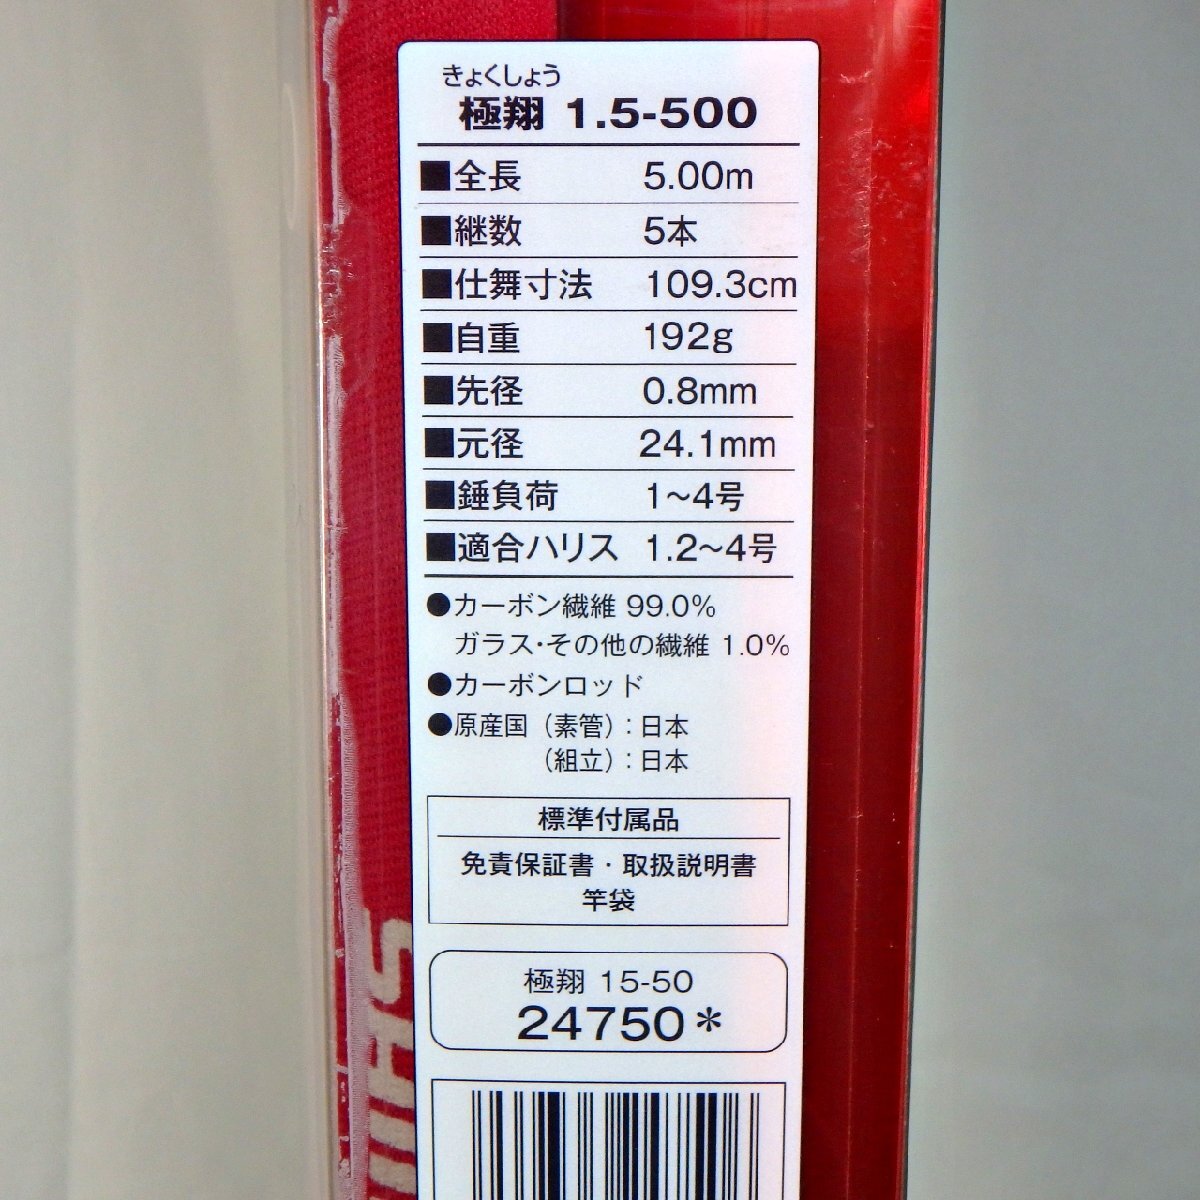 きょくしょう
極翔 1.5-500
■全長 5.00m
■継数 5本
■仕舞寸法 109.3cm
■自重 192g
■先径 0.8mm
■元径 24.1mm
■錘負荷 1〜4号
■適合ハリス 1.2〜4号
●カーボン繊維 99.0%
ガラス・その他の繊維 1.0%
●カーボンロッド
●原産国（素管）：日本
（組立）：日本
標準付属品
免責保証書・取扱説明書
竿袋
極翔 15-50
24750*